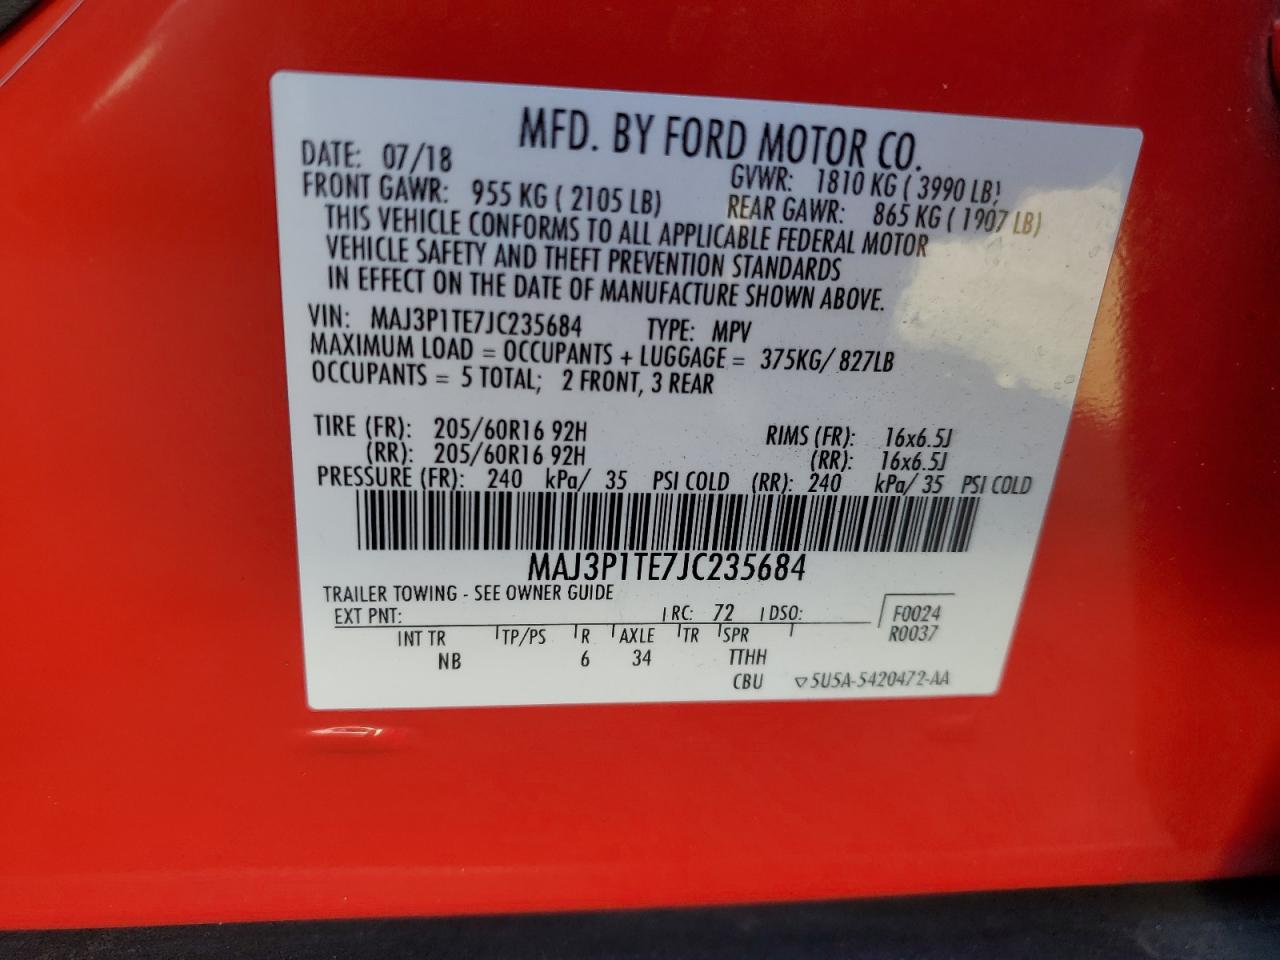 MFD. BY FORD MOTOR CO.
DATE: 07/18 GVWR: 1810 KG ( 3990 LB)
FRONT GAWR: 955 KG ( 2105 LB) REAR GAWR: 865 KG ( 1907 LB)
THIS VEHICLE CONFORMS TO ALL APPLICABLE FEDERAL MOTOR
VEHICLE SAFETY AND THEFT PREVENTION STANDARDS
IN EFFECT ON THE DATE OF MANUFACTURE SHOWN ABOVE.
VIN: MAJ3P1TE7JC235684 TYPE: MPV
MAXIMUM LOAD = OCCUPANTS + LUGGAGE = 375KG/ 827LB
OCCUPANTS = 5 TOTAL; 2 FRONT, 3 REAR
TIRE (FR): 205/60R16 92H RIMS (FR): 16x6.5J
(RR): 205/60R16 92H (RR): 16x6.5J
PRESSURE (FR): 240 kPa/ 35 PSI COLD (RR): 240 kPa/ 35 PSI COLD
MAJ3P1TE7JC235684
TRAILER TOWING - SEE OWNER GUIDE
EXT PNT: RC: 72 DSO: F0024
INT TR TP/PS R AXLE TR SPR R0037
NB 6 34 TTHH
CBU ▽5U5A-5420472-AA